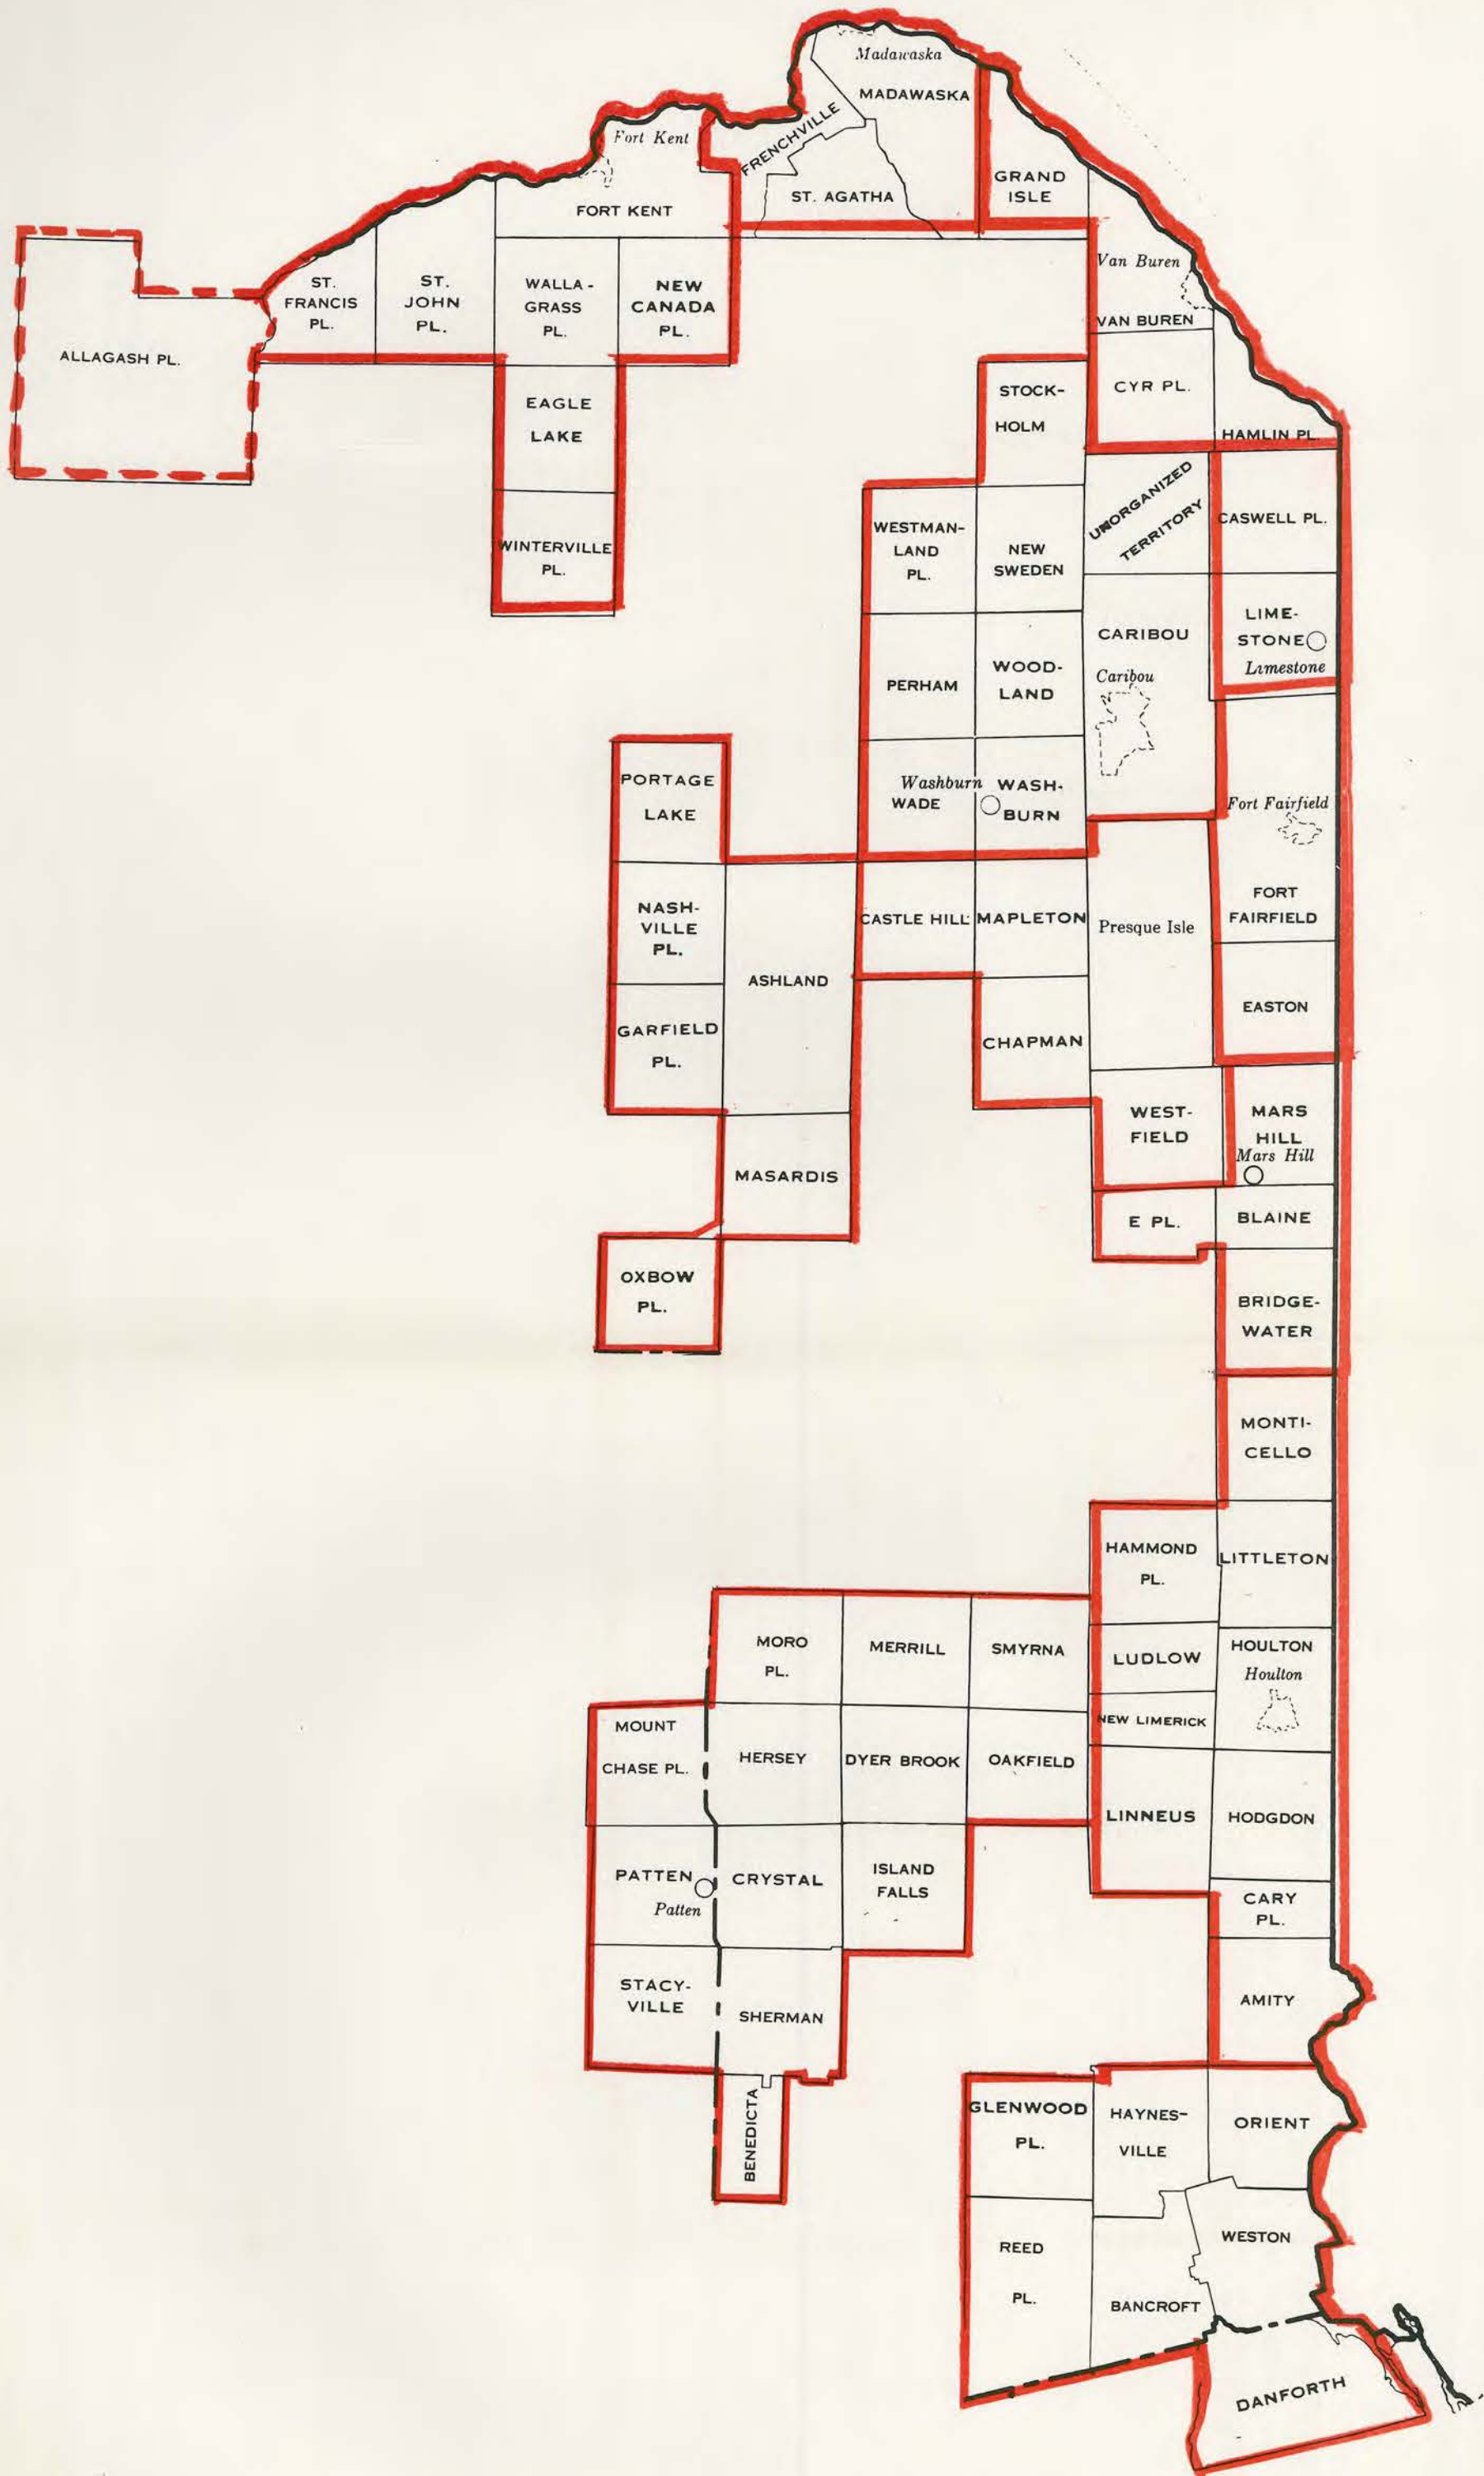 Madawaska
MADAWASKA
Fort Kent
FRENCHVILLE
GRAND
ISLE
ST. AGATHA
FORT KENT
Van Buren
ST.
FRANCIS
PL.
ST.
JOHN
PL.
WALLA-
GRASS
PL.
NEW
CANADA
PL.
VAN BUREN
ALLAGASH PL.
EAGLE
LAKE
STOCK-
HOLM
CYR PL.
HAMLIN PL.
WINTERVILLE
PL.
WESTMAN-
LAND
PL.
NEW
SWEDEN
UNORGANIZED
TERRITORY
CASWELL PL.
CARIBOU
Caribou
LIME-
STONE
Limestone
PERHAM
WOOD-
LAND
PORTAGE
LAKE
Washburn
WADE
WASH-
BURN
Fort Fairfield
FORT
FAIRFIELD
NASH-
VILLE
PL.
ASHLAND
CASTLE HILL
MAPLETON
Presque Isle
EASTON
GARFIELD
PL.
CHAPMAN
WEST-
FIELD
MARS
HILL
Mars Hill
MASARDIS
E PL.
BLAINE
OXBOW
PL.
BRIDGE-
WATER
MONTI-
CELLO
HAMMOND
PL.
LITTLETON
MORO
PL.
MERRILL
SMYRNA
LUDLOW
HOULTON
Houlton
MOUNT
CHASE PL.
HERSEY
DYER BROOK
OAKFIELD
NEW LIMERICK
LINNEUS
HODGDON
PATTEN
Patten
CRYSTAL
ISLAND
FALLS
CARY
PL.
STACY-
VILLE
SHERMAN
AMITY
BENEDICTA
GLENWOOD
PL.
HAYNES-
VILLE
ORIENT
REED
PL.
BANCROFT
WESTON
DANFORTH